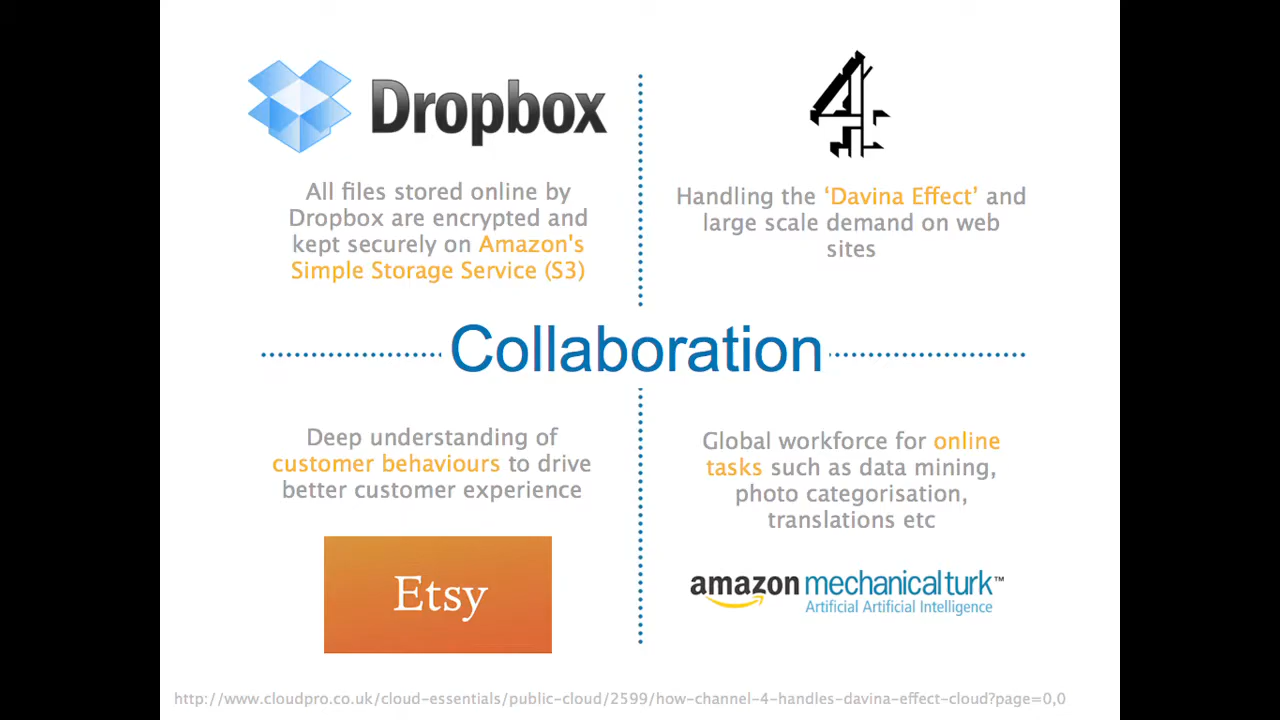 Dropbox
All files stored online by
Dropbox are encrypted and
kept securely on Amazon's
Simple Storage Service (S3)
4
Handling the ‘Davina Effect’ and
large scale demand on web
sites
Collaboration
Deep understanding of
customer behaviours to drive
better customer experience
Etsy
Global workforce for online
tasks such as data mining,
photo categorisation,
translations etc
amazon mechanical turk™
Artificial Artificial Intelligence
http://www.cloudpro.co.uk/cloud-essentials/public-cloud/2599/how-channel-4-handles-davina-effect-cloud?page=0,0